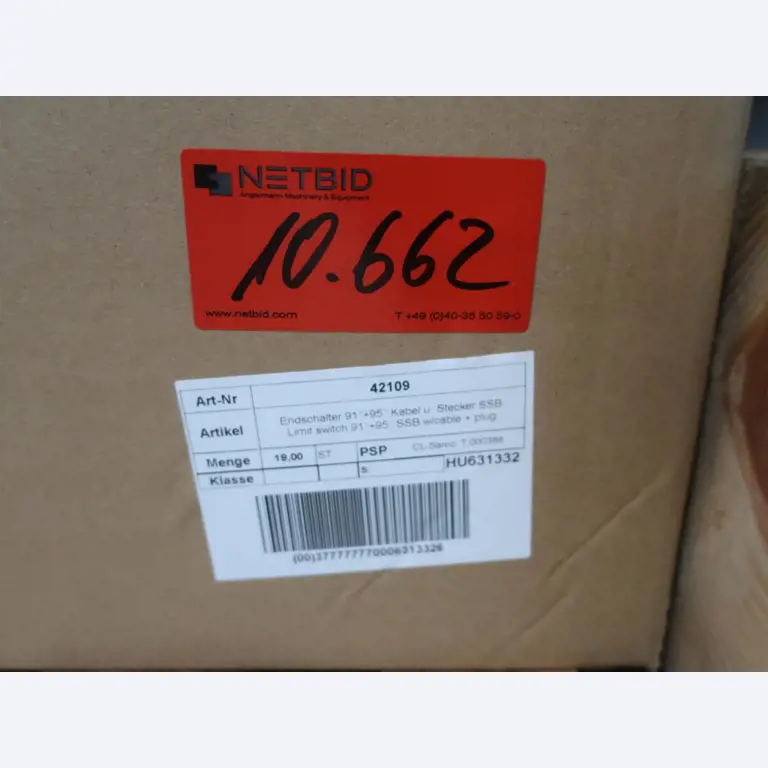 NETBID
Angermann Machinery & Equipment
10.662
www.netbid.com T +49 (0)40-35 50 59-0
Art-Nr 42109
Artikel Endschalter 91°+95° Kabel u. Stecker SSB
Limit switch 91°+95° SSB w/cable + plug
Menge 19,00 ST PSP
Klasse s HU631332
(00)377777770006313326